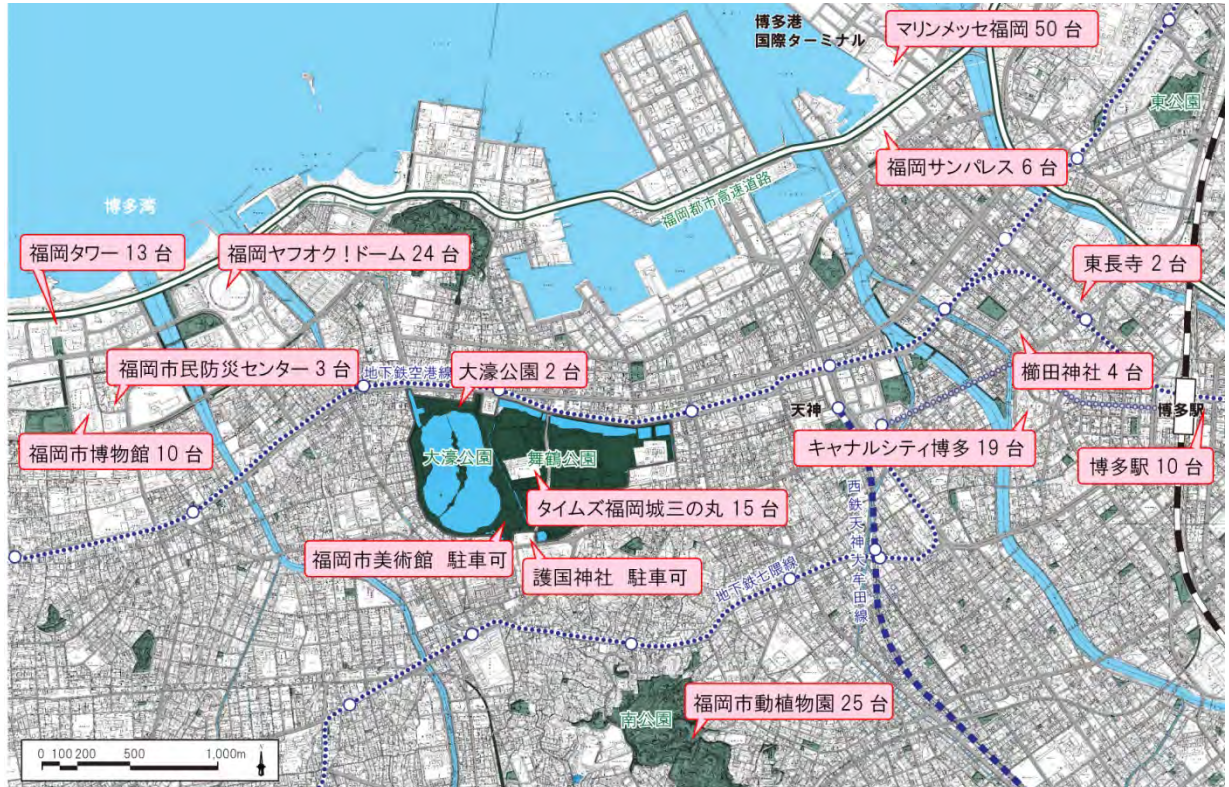 博多港
国際ターミナル
マリンメッセ福岡 50 台
東公園
福岡サンパレス 6 台
福岡都市高速道路
博多湾
福岡タワー 13 台
福岡ヤフオク！ドーム 24 台
東長寺 2 台
福岡市民防災センター 3 台
地下鉄空港線
大濠公園 2 台
櫛田神社 4 台
天神
博多駅
福岡市博物館 10 台
大濠公園
舞鶴公園
キャナルシティ博多 19 台
博多駅 10 台
タイムズ福岡城三の丸 15 台
西鉄天神大牟田線
福岡市美術館 駐車可
護国神社 駐車可
地下鉄七隈線
福岡市動植物園 25 台
南公園
0 100 200 500 1,000m